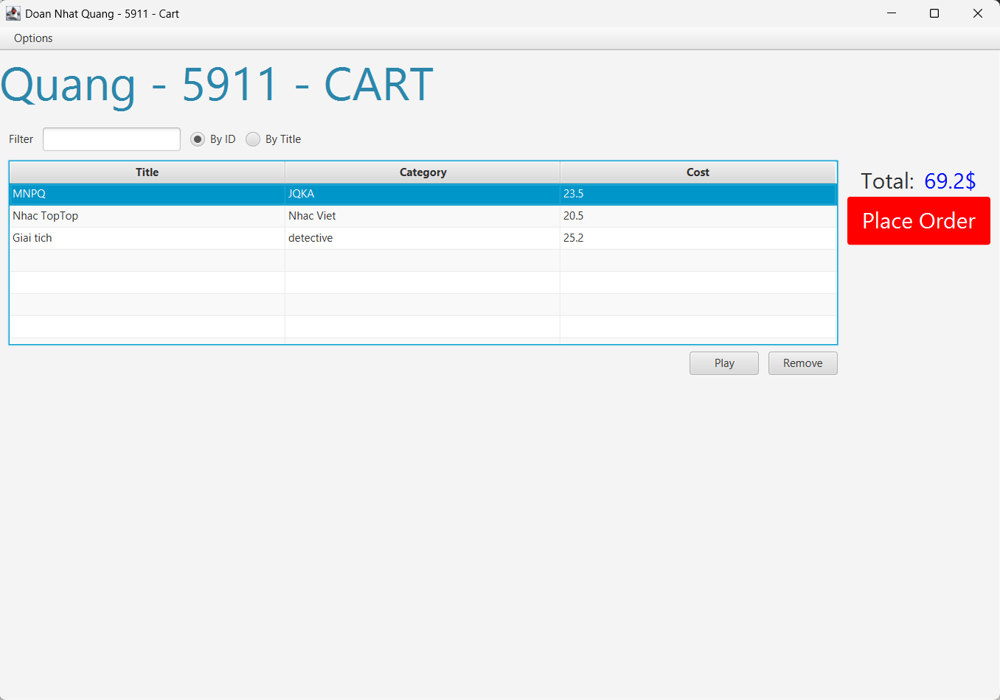 Doan Nhat Quang - 5911 - Cart
Options
Quang - 5911 - CART
Filter By ID By Title
Title Category Cost
MNPQ JQKA 23.5
Nhac TopTop Nhac Viet 20.5
Giai tich detective 25.2
Total: 69.2$
Place Order
Play Remove